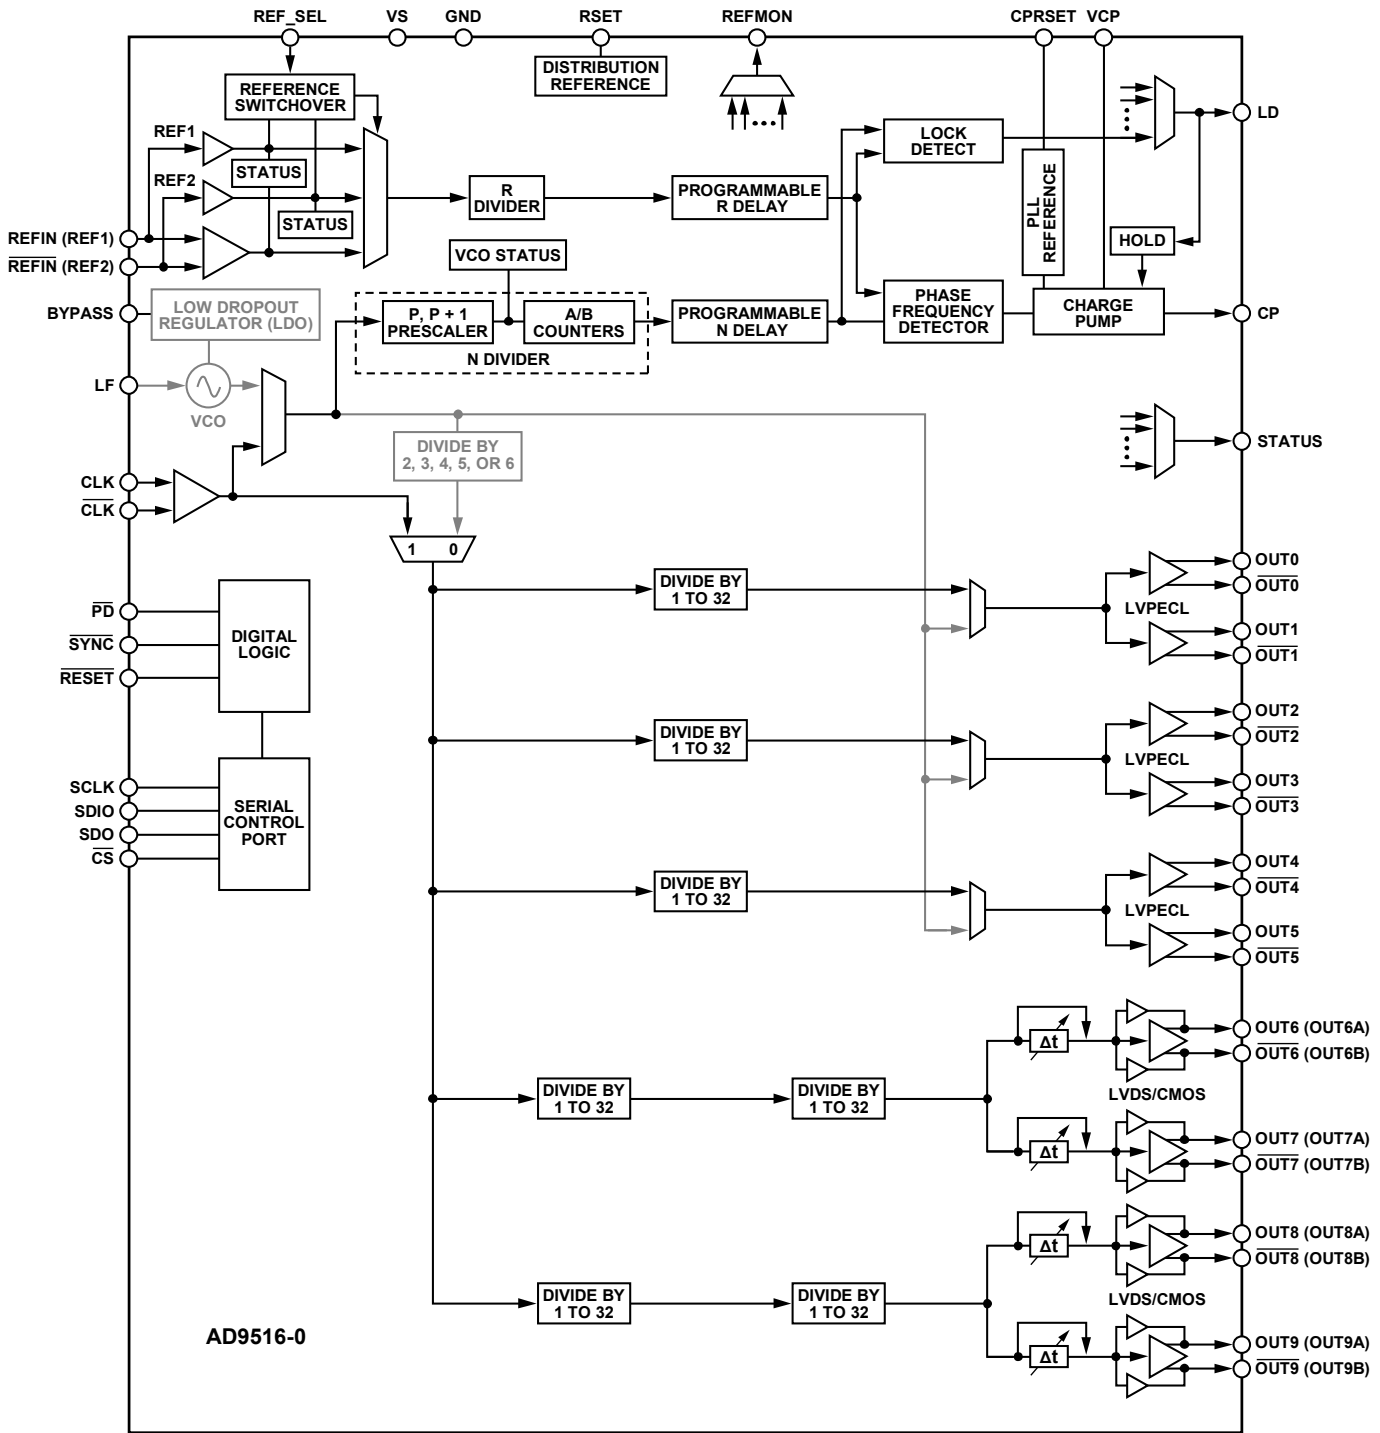 REF_SEL VS GND RSET REFMON CPRSET VCP
DISTRIBUTION
REFERENCE
REFERENCE
SWITCHOVER
REF1
STATUS
REF2
STATUS
REFIN (REF1)
REFIN (REF2)
BYPASS
LF
R
DIVIDER
PROGRAMMABLE
R DELAY
LOCK
DETECT
PLL
REFERENCE
LD
HOLD
VCO STATUS
LOW DROPOUT
REGULATOR (LDO)
P, P + 1
PRESCALER
A/B
COUNTERS
N DIVIDER
PROGRAMMABLE
N DELAY
PHASE
FREQUENCY
DETECTOR
CHARGE
PUMP
CP
VCO
DIVIDE BY
2, 3, 4, 5, OR 6
STATUS
CLK
CLK
1 0
PD
SYNC
RESET
DIGITAL
LOGIC
SCLK
SDIO
SDO
CS
SERIAL
CONTROL
PORT
DIVIDE BY
1 TO 32
LVPECL
OUT0
OUT0
OUT1
OUT1
DIVIDE BY
1 TO 32
LVPECL
OUT2
OUT2
OUT3
OUT3
DIVIDE BY
1 TO 32
LVPECL
OUT4
OUT4
OUT5
OUT5
DIVIDE BY
1 TO 32
DIVIDE BY
1 TO 32
Δt
Δt
LVDS/CMOS
OUT6 (OUT6A)
OUT6 (OUT6B)
OUT7 (OUT7A)
OUT7 (OUT7B)
DIVIDE BY
1 TO 32
DIVIDE BY
1 TO 32
Δt
Δt
LVDS/CMOS
OUT8 (OUT8A)
OUT8 (OUT8B)
OUT9 (OUT9A)
OUT9 (OUT9B)
AD9516-0